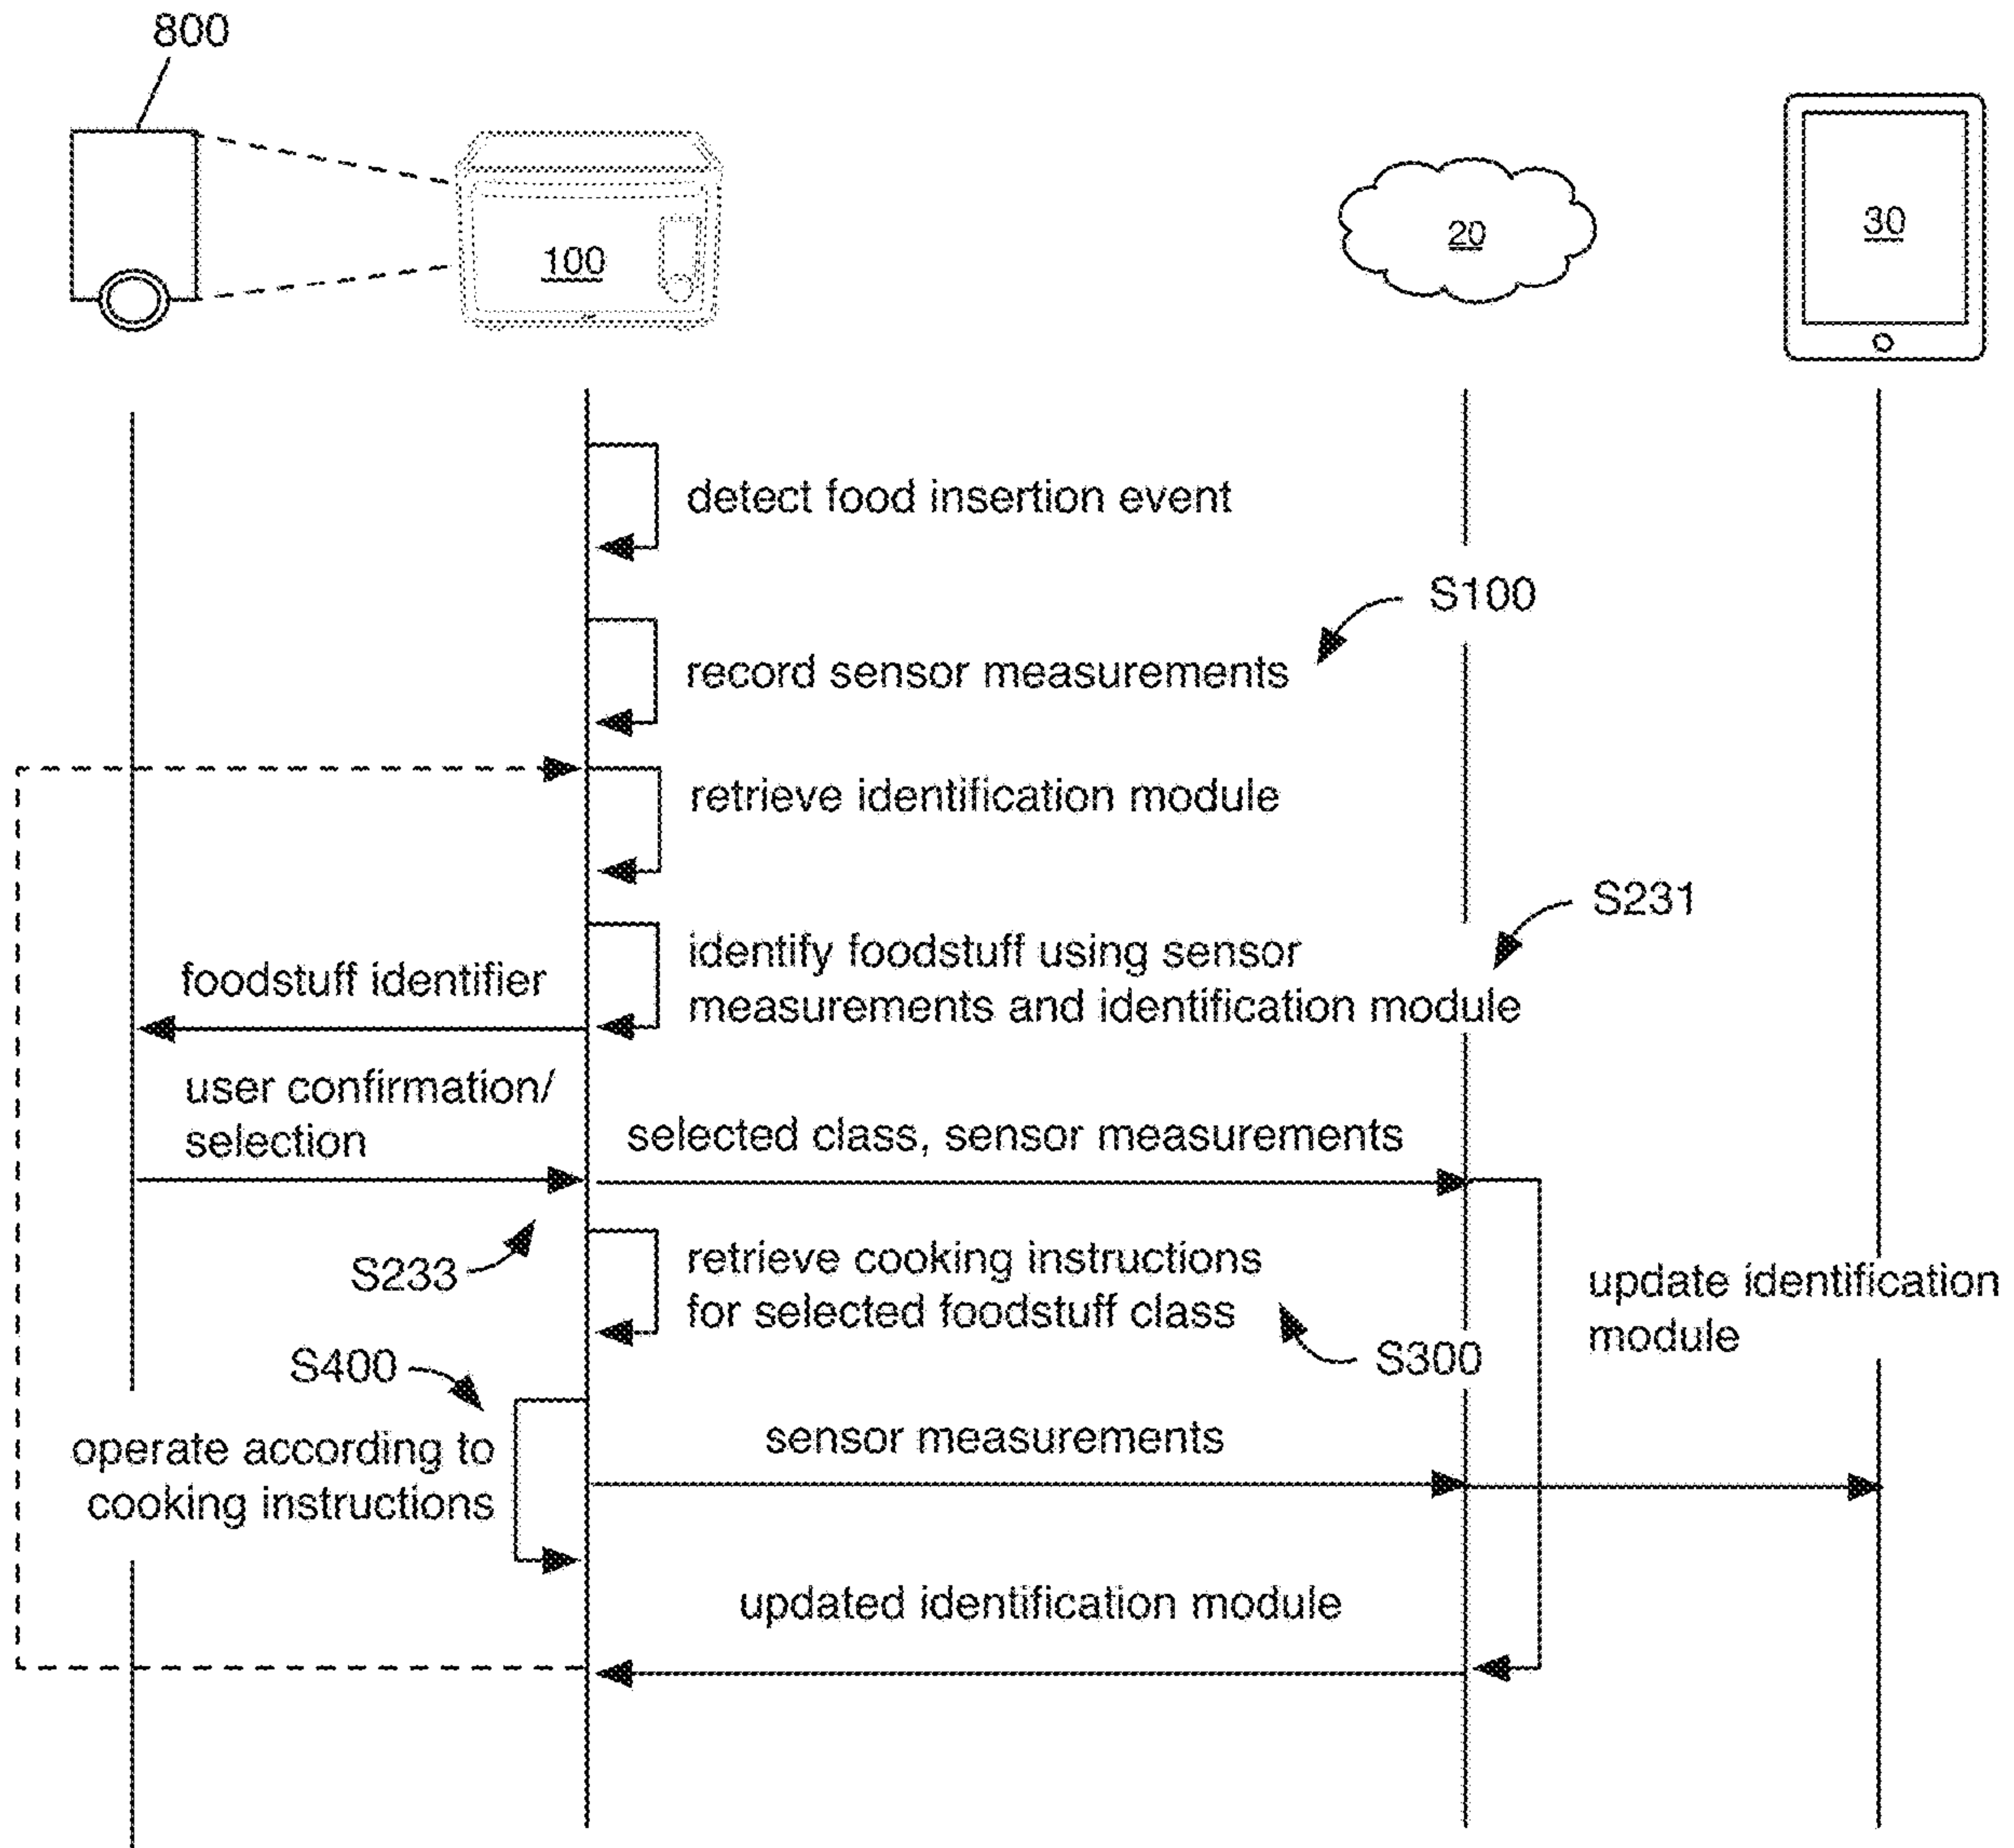 800
100
20
30
detect food insertion event
S100
record sensor measurements
retrieve identification module
S231
identify foodstuff using sensor
measurements and identification module
foodstuff identifier
user confirmation/
selection
selected class, sensor measurements
S233
retrieve cooking instructions
for selected foodstuff class
update identification
module
S300
S400
operate according to
cooking instructions
sensor measurements
updated identification module